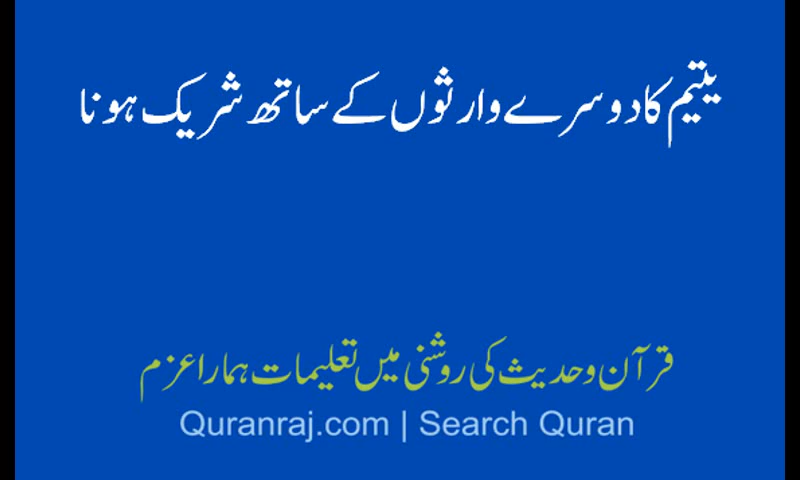 یتیم کا دوسرے وارثوں کے ساتھ شریک ہونا
قرآن و حدیث کی روشنی میں تعلیمات ہمارا عزم
Quranraj.com | Search Quran